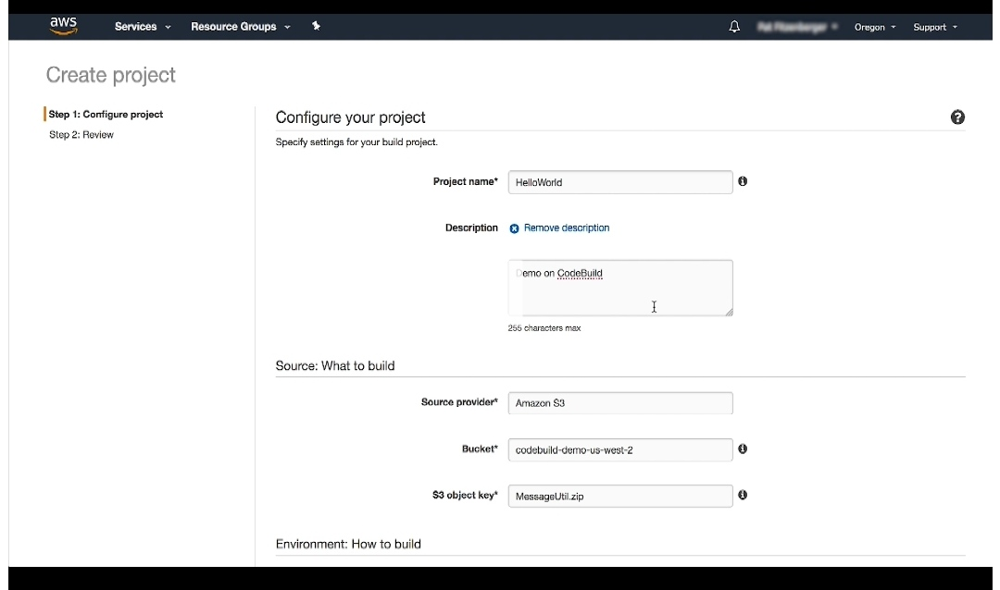 aws Services Resource Groups Oregon Support
Create project
Step 1: Configure project
Step 2: Review
Configure your project
Specify settings for your build project.
Project name* HelloWorld
Description Remove description
Demo on CodeBuild
255 characters max
Source: What to build
Source provider* Amazon S3
Bucket* codebuild-demo-us-west-2
S3 object key* MessageUtil.zip
Environment: How to build